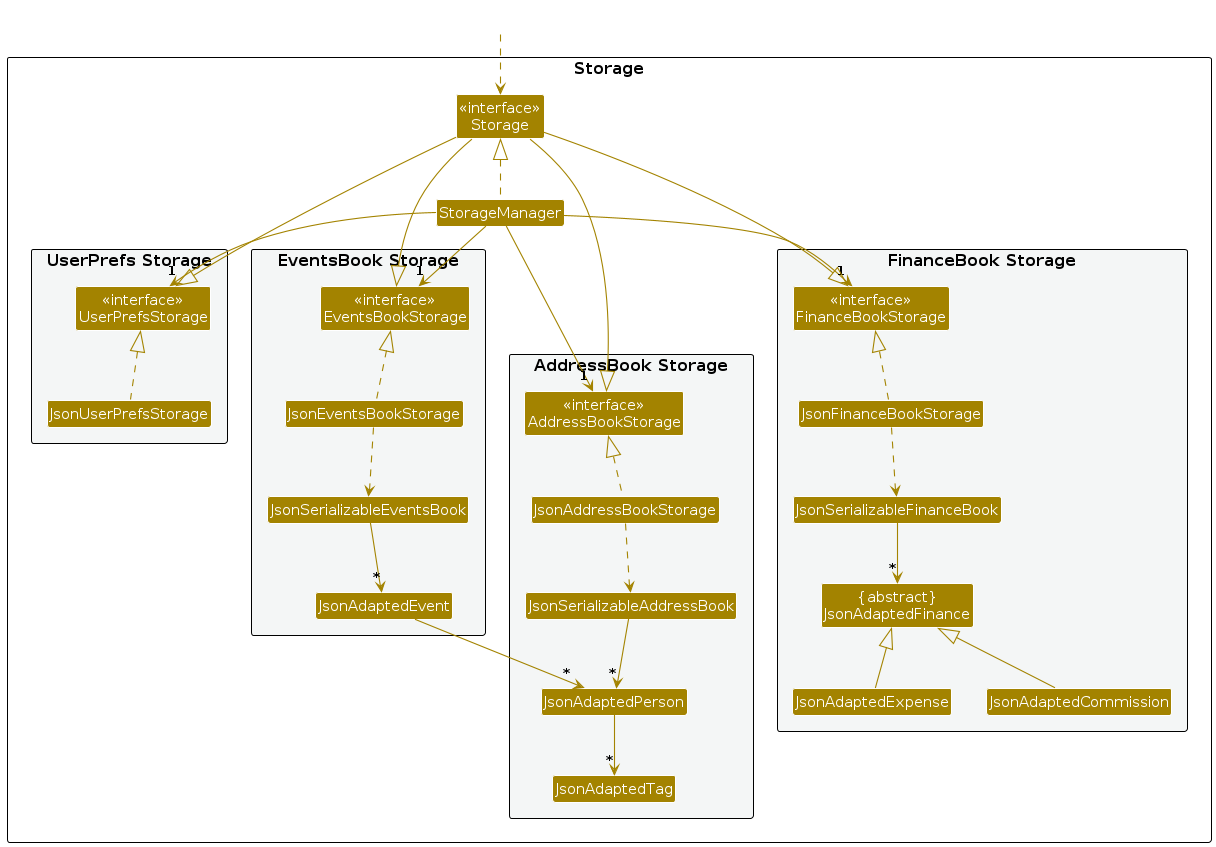 Storage
«interface»
Storage
StorageManager
UserPrefs Storage
1
«interface»
UserPrefsStorage
JsonUserPrefsStorage
EventsBook Storage
1
«interface»
EventsBookStorage
JsonEventsBookStorage
JsonSerializableEventsBook
*
JsonAdaptedEvent
AddressBook Storage
1
«interface»
AddressBookStorage
JsonAddressBookStorage
JsonSerializableAddressBook
*
*
JsonAdaptedPerson
*
JsonAdaptedTag
FinanceBook Storage
1
«interface»
FinanceBookStorage
JsonFinanceBookStorage
JsonSerializableFinanceBook
*
{abstract}
JsonAdaptedFinance
JsonAdaptedExpense
JsonAdaptedCommission